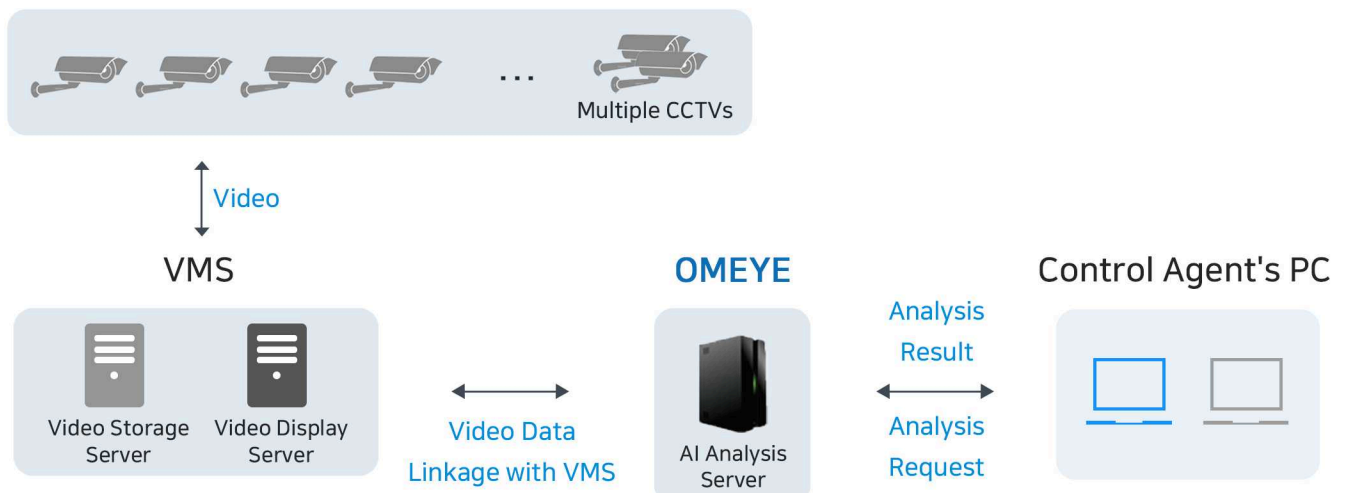 ...
Multiple CCTVs
Video
VMS
OMEYE
Control Agent's PC
Video Storage
Server
Video Display
Server
Video Data
Linkage with VMS
AI Analysis
Server
Analysis
Result
Analysis
Request